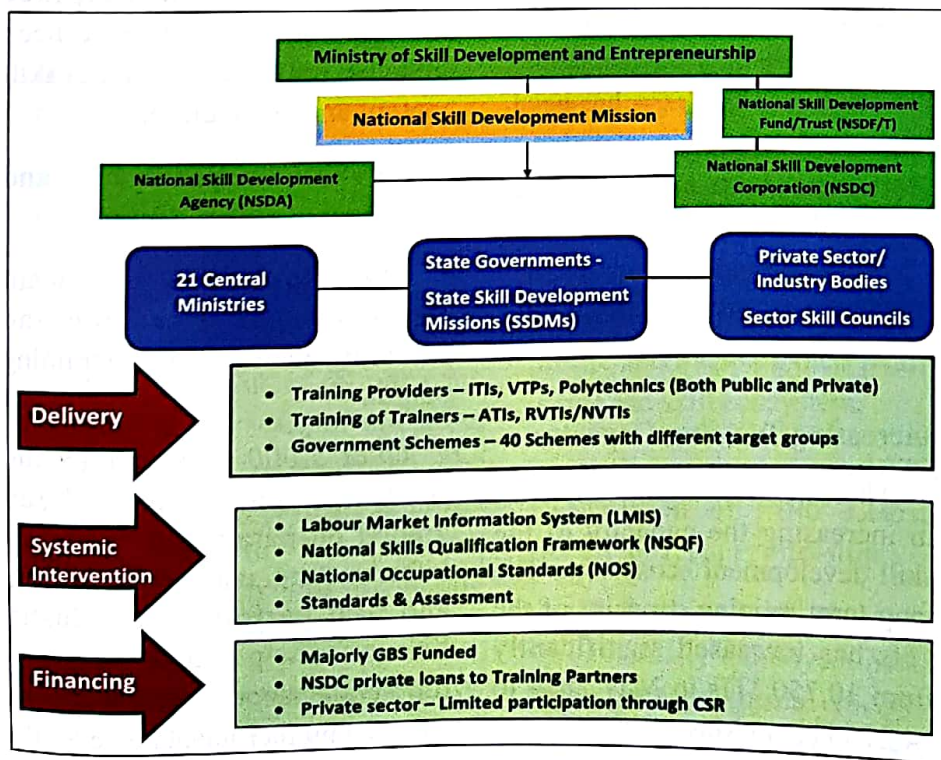 Ministry of Skill Development and Entrepreneurship
National Skill Development Mission
National Skill Development
Fund/Trust (NSDF/T)
National Skill Development
Agency (NSDA)
National Skill Development
Corporation (NSDC)
21 Central
Ministries
State Governments -
State Skill Development
Missions (SSDMs)
Private Sector/
Industry Bodies
Sector Skill Councils
Delivery
• Training Providers – ITIs, VTPs, Polytechnics (Both Public and Private)
• Training of Trainers – ATIs, RVTIs/NVTIs
• Government Schemes – 40 Schemes with different target groups
Systemic
Intervention
• Labour Market Information System (LMIS)
• National Skills Qualification Framework (NSQF)
• National Occupational Standards (NOS)
• Standards & Assessment
Financing
• Majorly GBS Funded
• NSDC private loans to Training Partners
• Private sector – Limited participation through CSR